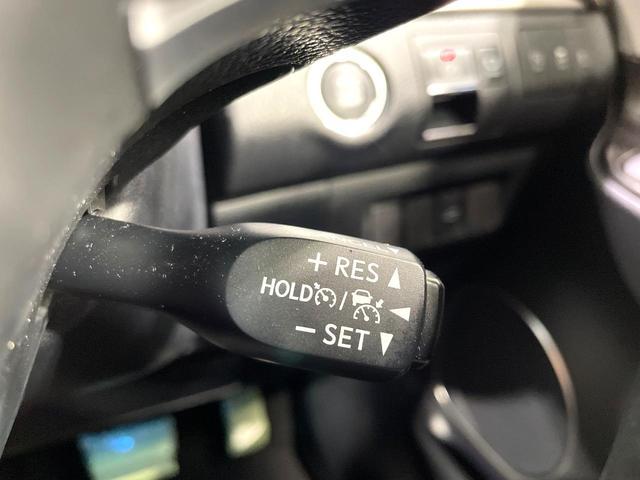 + RES ▲
HOLD / ◀
− SET ▼